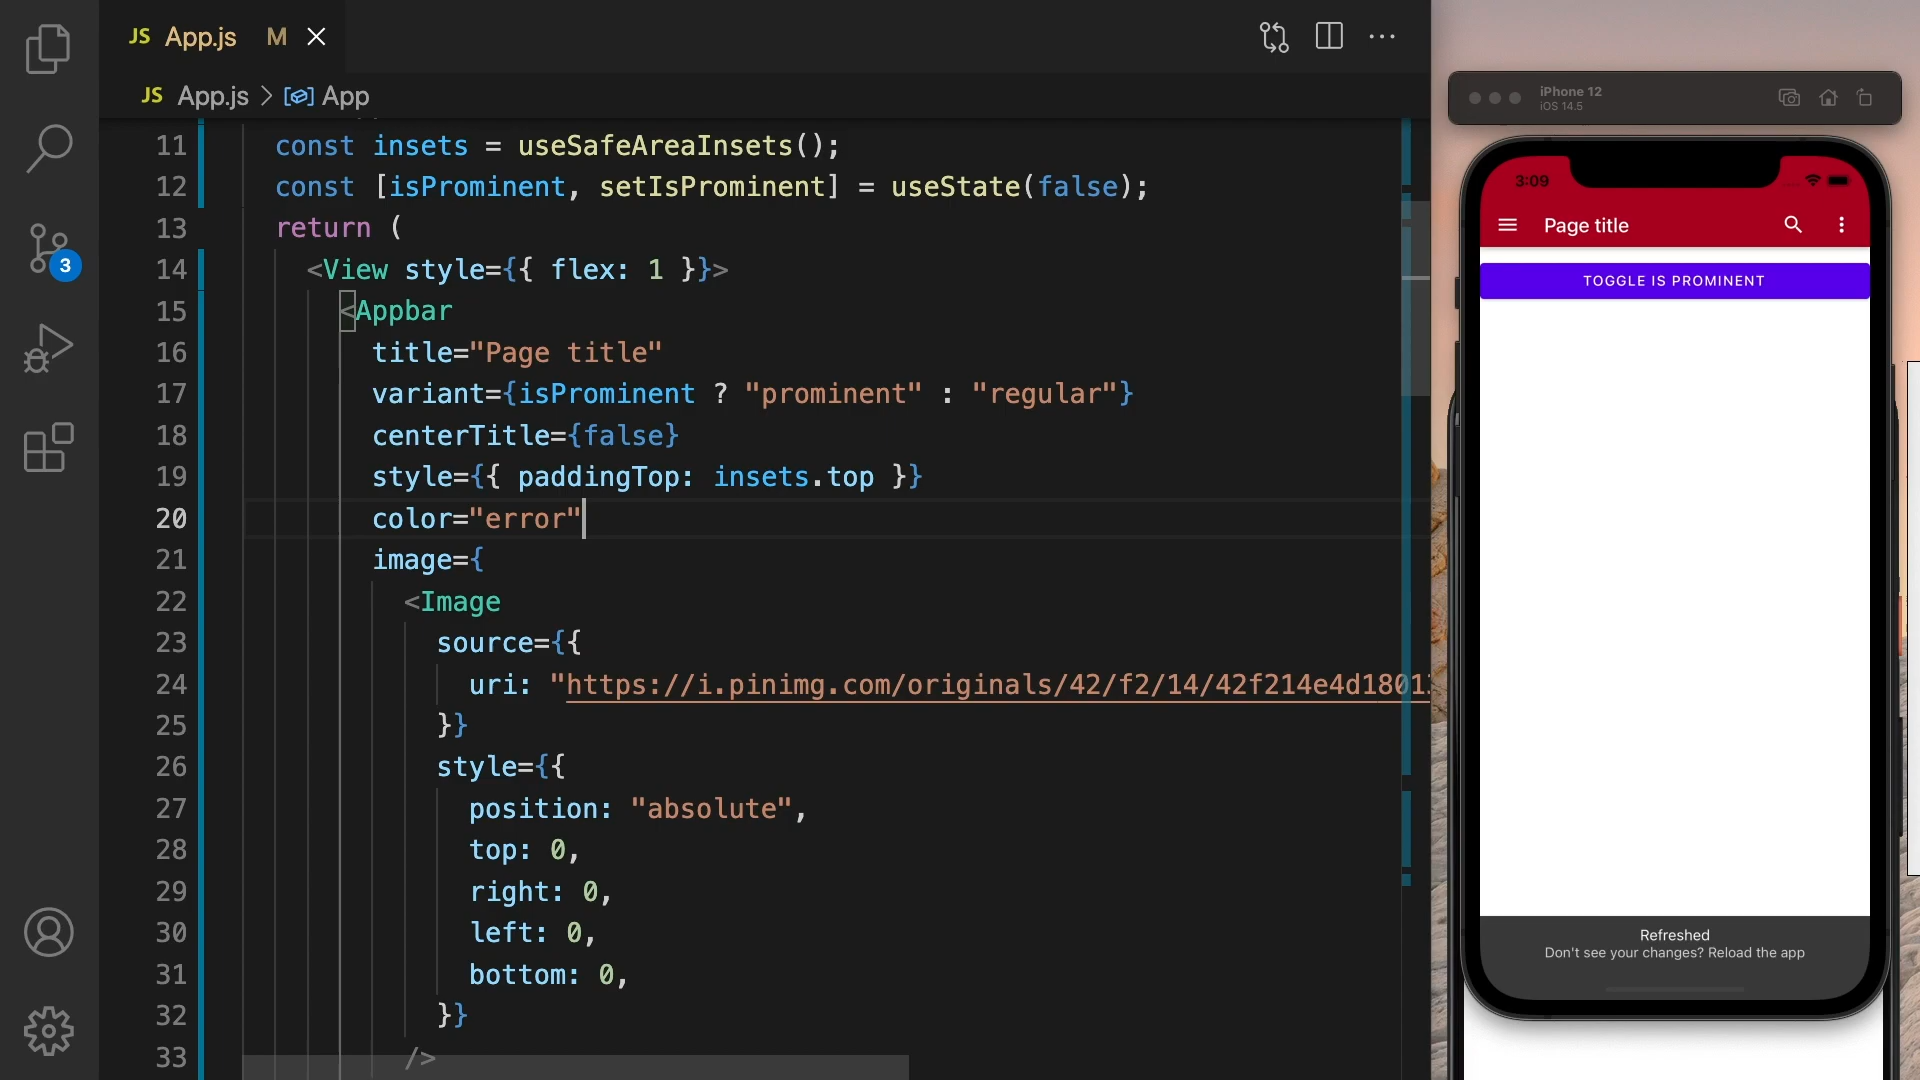 JS App.js M
JS App.js > App
11 const insets = useSafeAreaInsets();
12 const [isProminent, setIsProminent] = useState(false);
13 return (
14 <View style={{ flex: 1 }}>
15 <Appbar
16 title="Page title"
17 variant={isProminent ? "prominent" : "regular"}
18 centerTitle={false}
19 style={{ paddingTop: insets.top }}
20 color="error"
21 image={
22 <Image
23 source={{
24 uri: "https://i.pinimg.com/originals/42/f2/14/42f214e4d1801
25 }}
26 style={{
27 position: "absolute",
28 top: 0,
29 right: 0,
30 left: 0,
31 bottom: 0,
32 }}
33 />
3
iPhone 12
iOS 14.5
3:09
Page title
TOGGLE IS PROMINENT
Refreshed
Don't see your changes? Reload the app